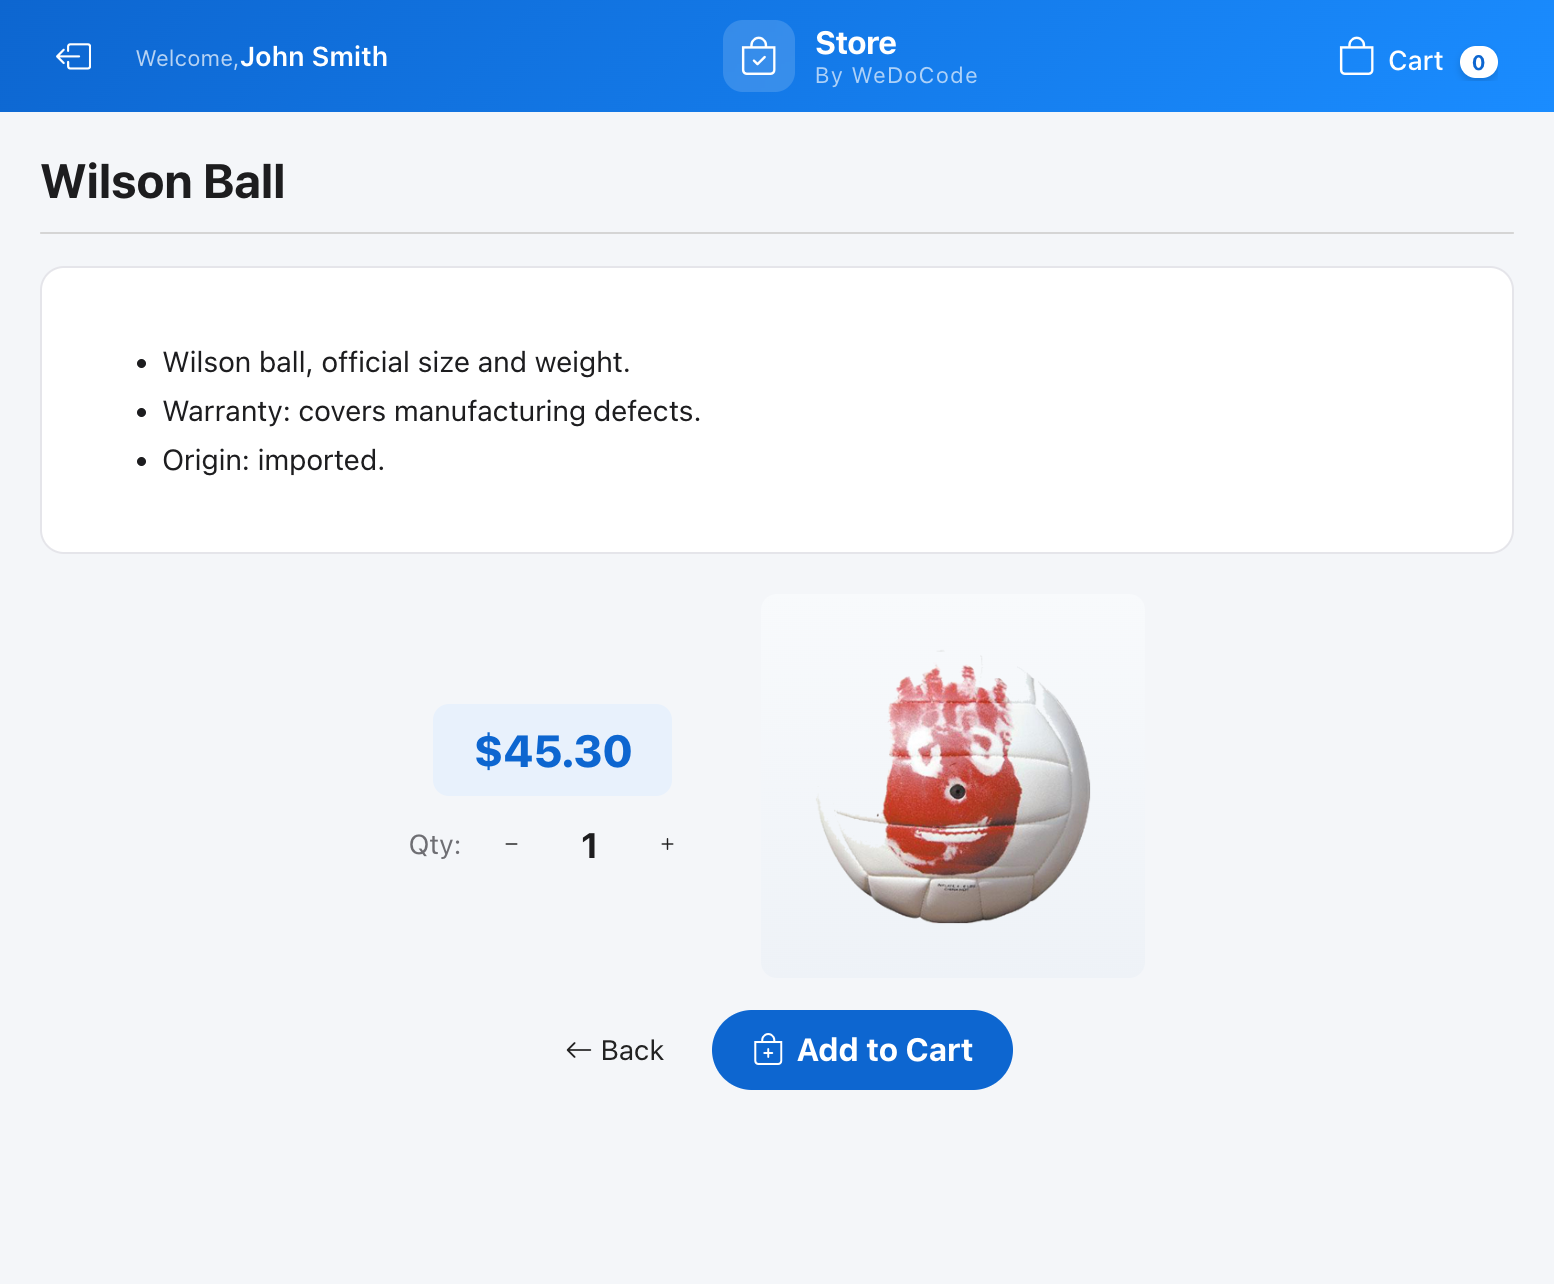 Welcome,John Smith
Store
By WeDoCode
Cart 0
Wilson Ball
Wilson ball, official size and weight.
Warranty: covers manufacturing defects.
Origin: imported.
$45.30
Qty: − 1 +
← Back
Add to Cart